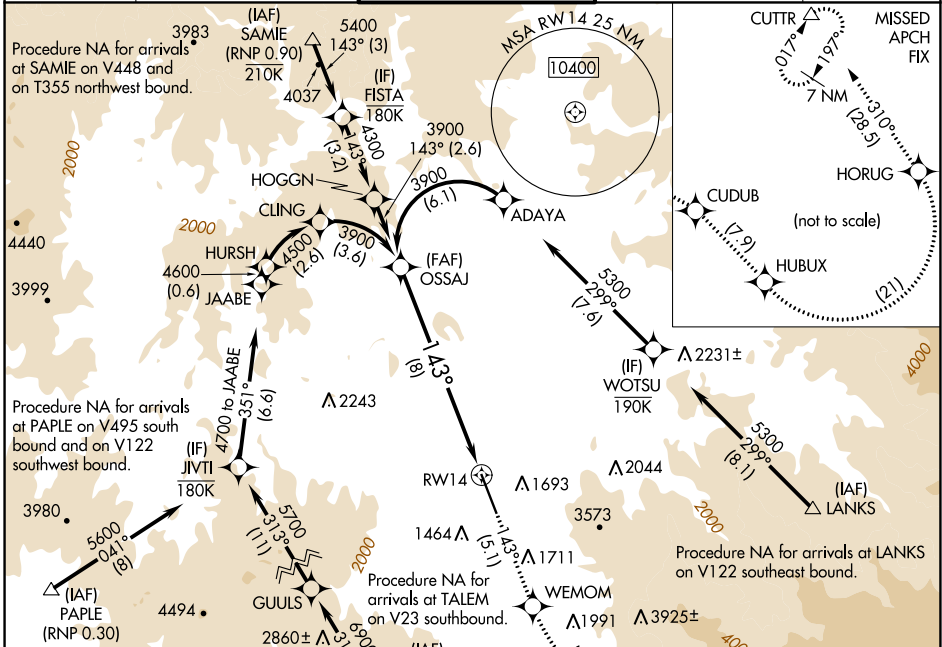 Procedure NA for arrivals
at SAMIE on V448 and
on T355 northwest bound.
3983
(IAF)
SAMIE
(RNP 0.90)
210K
5400
143° (3)
4037
(IF)
FISTA
180K
4300
143°
(3.2)
3900
143° (2.6)
MSA RW14 25 NM
10400
CUTTR
MISSED
APCH
FIX
017°
197°
7 NM
310°
(28.5)
HORUG
CUDUB
(not to scale)
(7.9)
HUBUX
(21)
2000
HOGGN
3900
(6.1)
ADAYA
CLING
2000
4440
HURSH
4500
(2.6)
3900
(3.6)
(FAF)
OSSAJ
4600
(0.6)
JAABE
3999
5300
299°
(7.6)
143°
(8)
(IF)
WOTSU
190K
2231±
4000
4700 to JAABE
351°
(6.6)
2243
Procedure NA for arrivals
at PAPLE on V495 south
bound and on V122
southwest bound.
(IF)
JIVTI
180K
5300
299°
(8.1)
RW14
1693
2044
(IAF)
LANKS
3980
5600
041°
(8)
5700
313°
(11)
2000
1464
143°
(5.1)
3573
2000
1711
Procedure NA for arrivals at LANKS
on V122 southeast bound.
(IAF)
PAPLE
(RNP 0.30)
4494
GUULS
Procedure NA for
arrivals at TALEM
on V23 southbound.
WEMOM
1991
3925±
2860±
6900